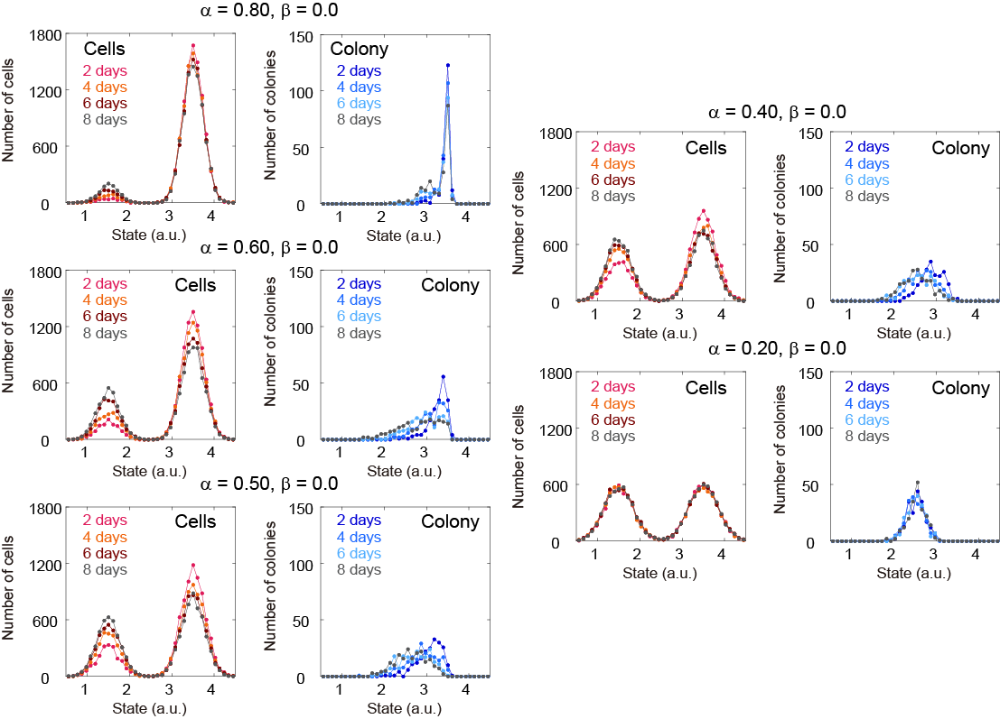 α = 0.80, β = 0.0
Number of cells
1800
1200
600
0
Cells
2 days
4 days
6 days
8 days
1 2 3 4
State (a.u.)
Number of colonies
150
100
50
0
Colony
2 days
4 days
6 days
8 days
1 2 3 4
State (a.u.)
α = 0.60, β = 0.0
Number of cells
1800
1200
600
0
2 days
4 days
6 days
8 days
Cells
1 2 3 4
State (a.u.)
Number of colonies
150
100
50
0
2 days
4 days
6 days
8 days
Colony
1 2 3 4
State (a.u.)
α = 0.50, β = 0.0
Number of cells
1800
1200
600
0
2 days
4 days
6 days
8 days
Cells
1 2 3 4
State (a.u.)
Number of colonies
150
100
50
0
2 days
4 days
6 days
8 days
Colony
1 2 3 4
State (a.u.)
α = 0.40, β = 0.0
Number of cells
1800
1200
600
0
2 days
4 days
6 days
8 days
Cells
1 2 3 4
State (a.u.)
Number of colonies
150
100
50
0
2 days
4 days
6 days
8 days
Colony
1 2 3 4
State (a.u.)
α = 0.20, β = 0.0
Number of cells
1800
1200
600
0
2 days
4 days
6 days
8 days
Cells
1 2 3 4
State (a.u.)
Number of colonies
150
100
50
0
2 days
4 days
6 days
8 days
Colony
1 2 3 4
State (a.u.)